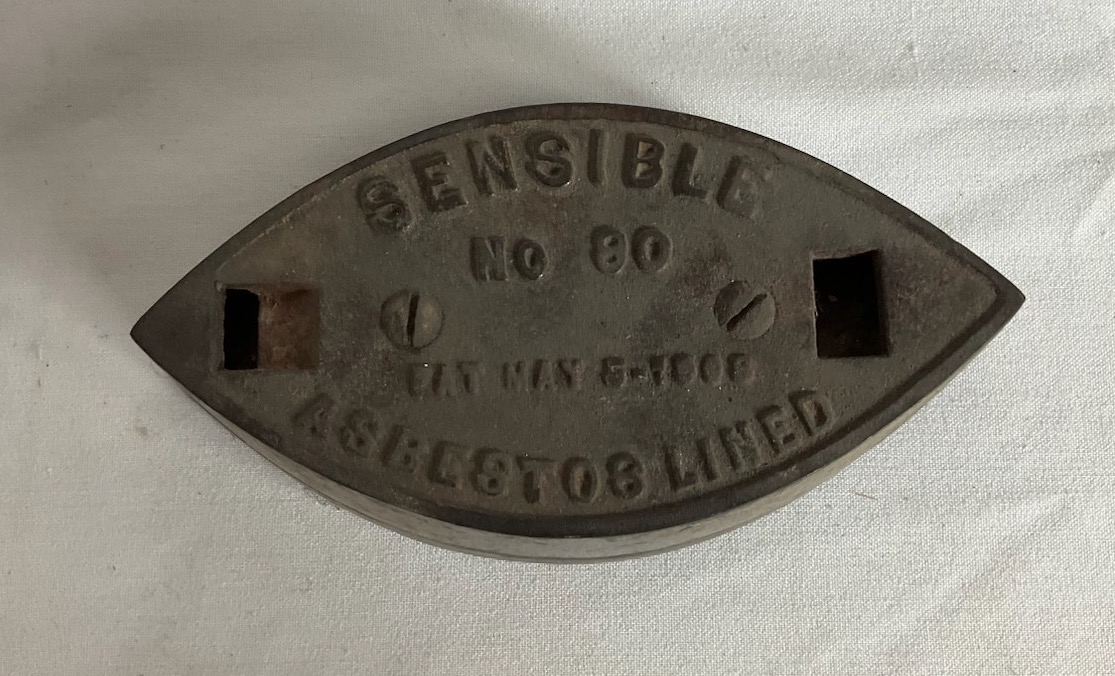 SENSIBLE
NO 80
PAT MAY 5-1908
ASBESTOS LINED